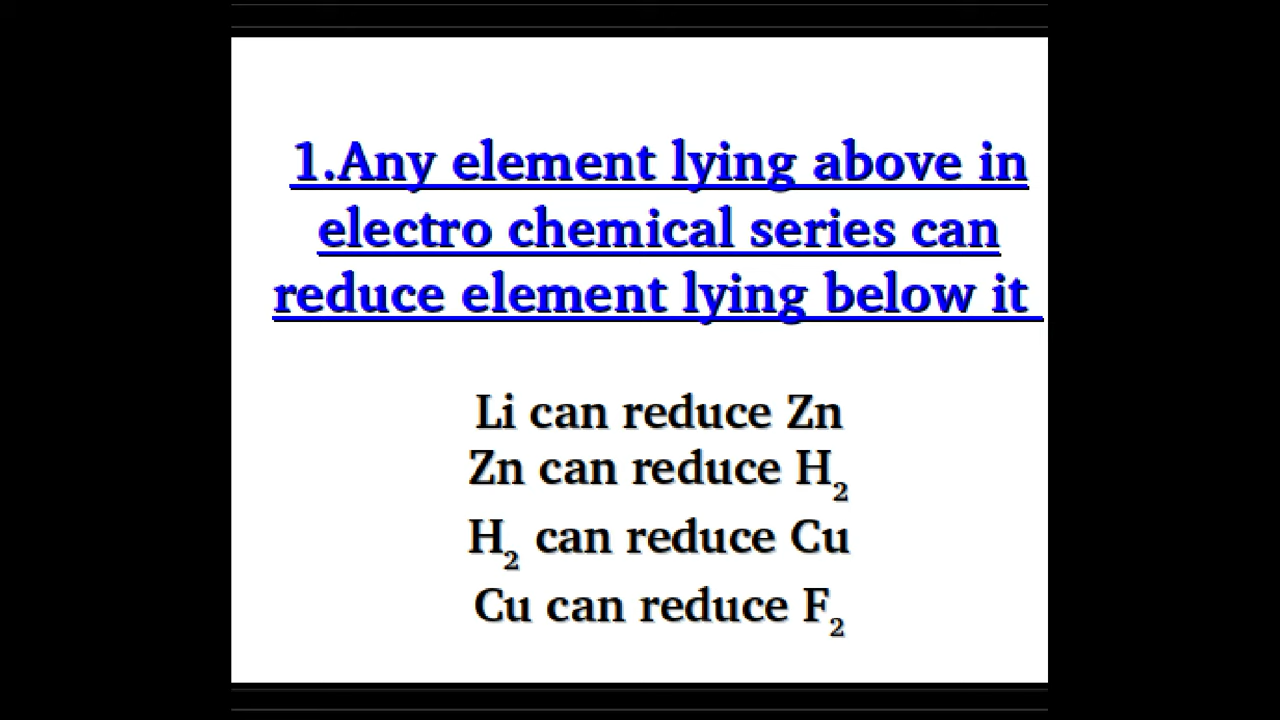 1.Any element lying above in
electro chemical series can
reduce element lying below it
Li can reduce Zn
Zn can reduce H₂
H₂ can reduce Cu
Cu can reduce F₂